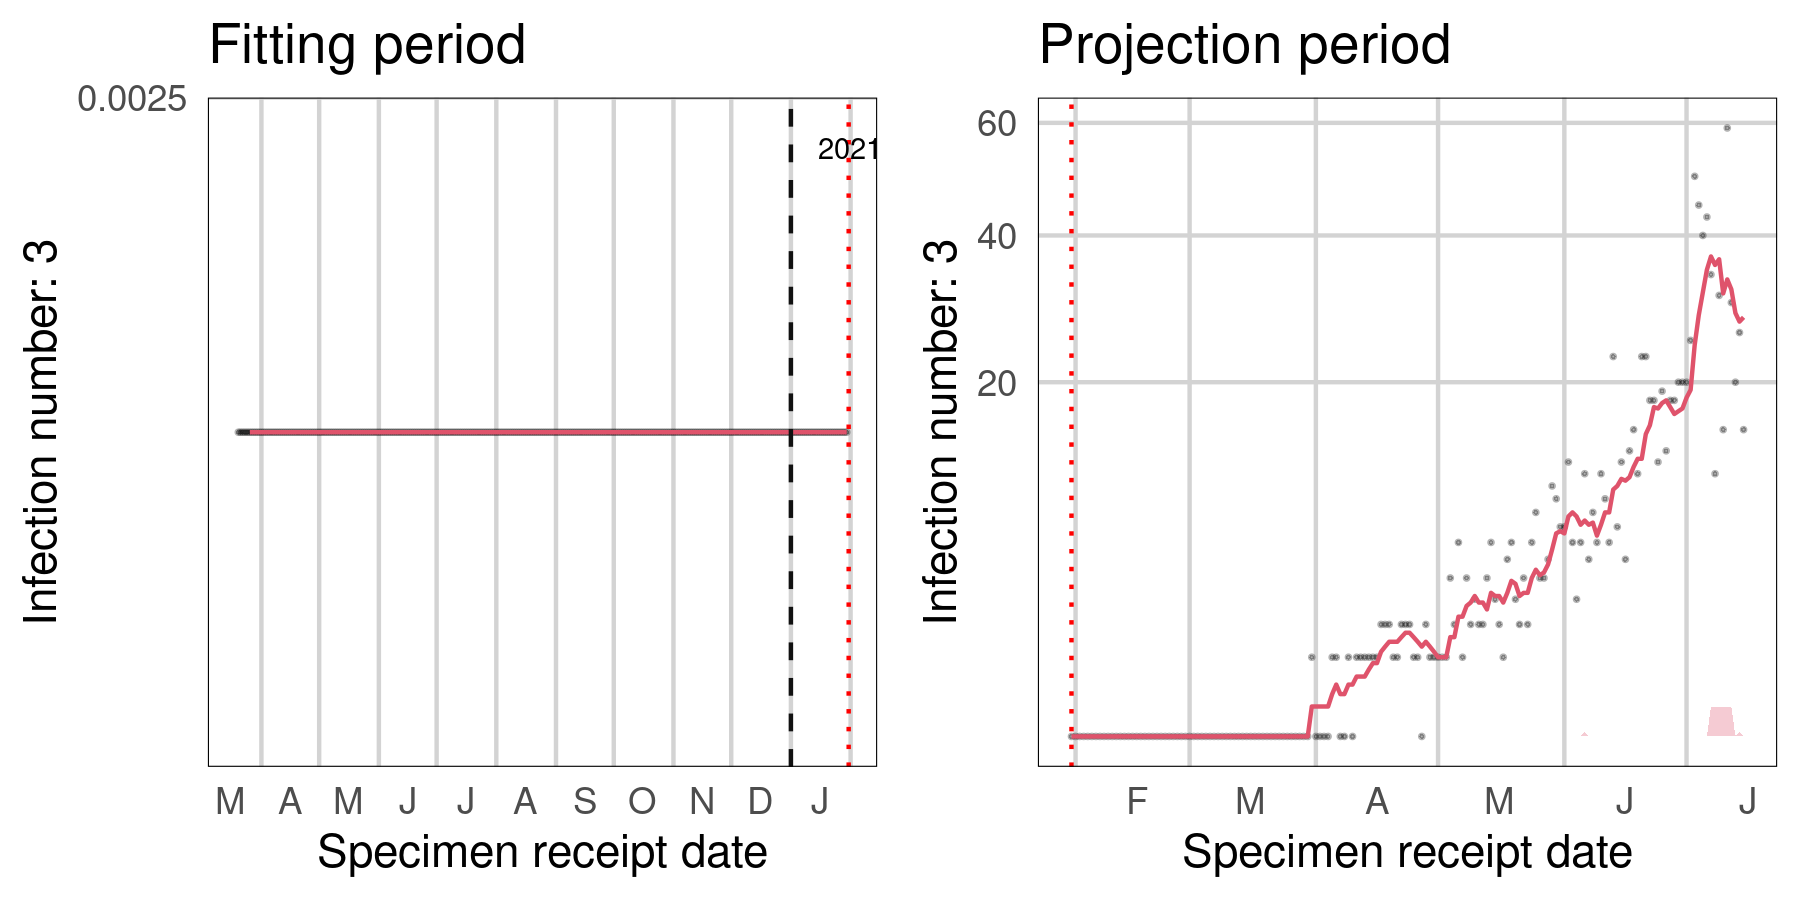 Fitting period
0.0025
2021
Infection number: 3
M A M J J A S O N D J
Specimen receipt date
Projection period
60
40
20
Infection number: 3
F M A M J J
Specimen receipt date